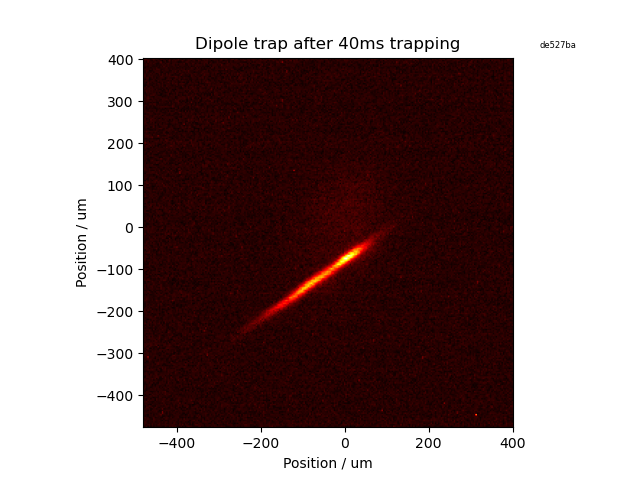 Dipole trap after 40ms trapping
de527ba
400
300
200
100
0
−100
−200
−300
−400
Position / um
−400 −200 0 200 400
Position / um